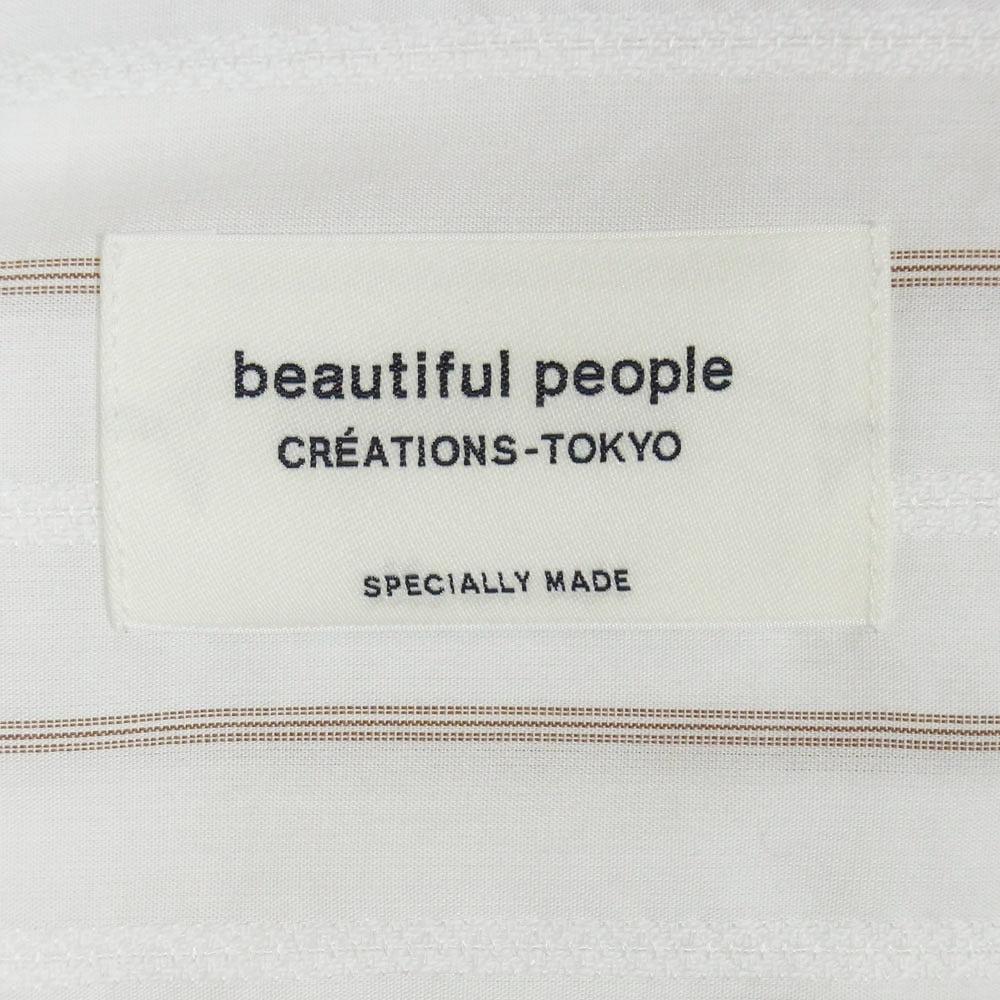 beautiful people
CRÉATIONS-TOKYO
SPECIALLY MADE